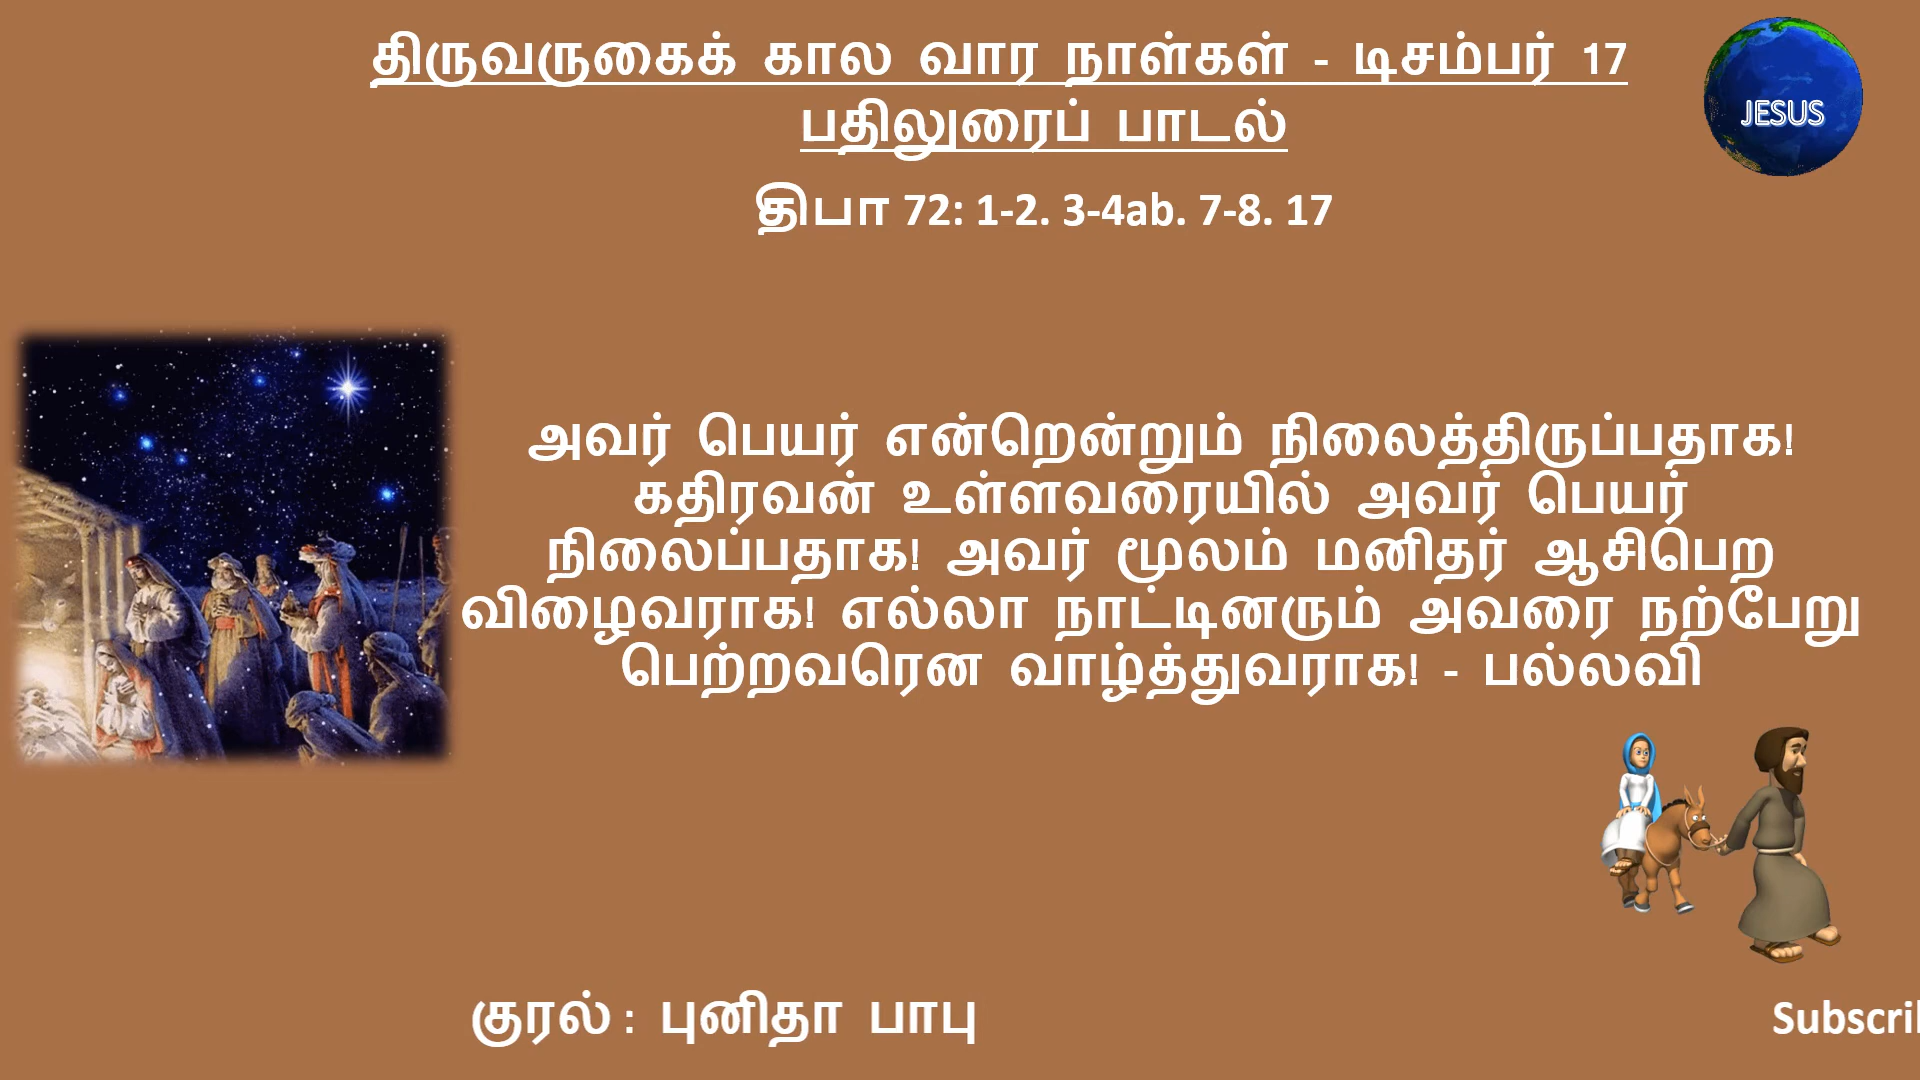 திருவருகைக் கால வார நாள்கள் - டிசம்பர் 17
JESUS
பதிலுரைப் பாடல்
திபா 72: 1-2. 3-4ab. 7-8. 17
அவர் பெயர் என்றென்றும் நிலைத்திருப்பதாக!
கதிரவன் உள்ளவரையில் அவர் பெயர்
நிலைப்பதாக! அவர் மூலம் மனிதர் ஆசிபெற
விழைவராக! எல்லா நாட்டினரும் அவரை நற்பேறு
பெற்றவரென வாழ்த்துவராக! - பல்லவி
குரல் : புனிதா பாபு